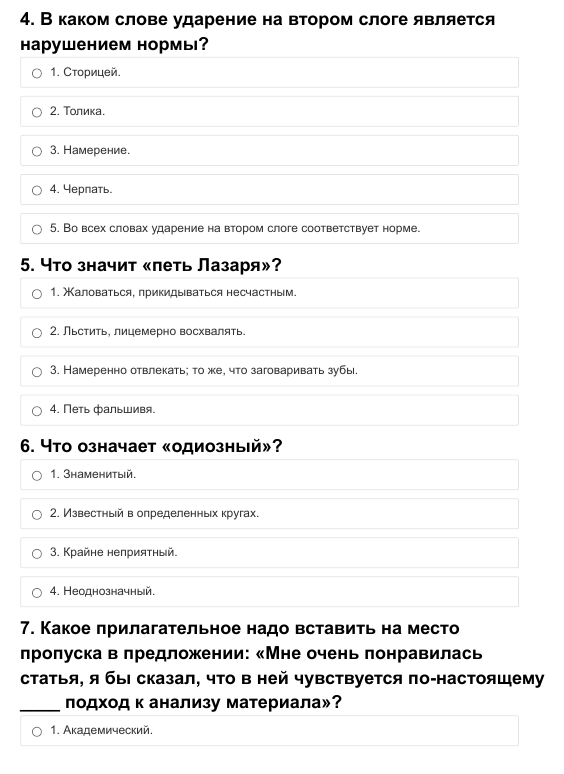 4. В каком слове ударение на втором слоге является
нарушением нормы?
1. Сторицей.
2. Толика.
3. Намерение.
4. Черпать.
5. Во всех словах ударение на втором слоге соответствует норме.
5. Что значит «петь Лазаря»?
1. Жаловаться, прикидываться несчастным.
2. Льстить, лицемерно восхвалять.
3. Намеренно отвлекать; то же, что заговаривать зубы.
4. Петь фальшивя.
6. Что означает «одиозный»?
1. Знаменитый.
2. Известный в определенных кругах.
3. Крайне неприятный.
4. Неоднозначный.
7. Какое прилагательное надо вставить на место
пропуска в предложении: «Мне очень понравилась
статья, я бы сказал, что в ней чувствуется по-настоящему
____ подход к анализу материала»?
1. Академический.